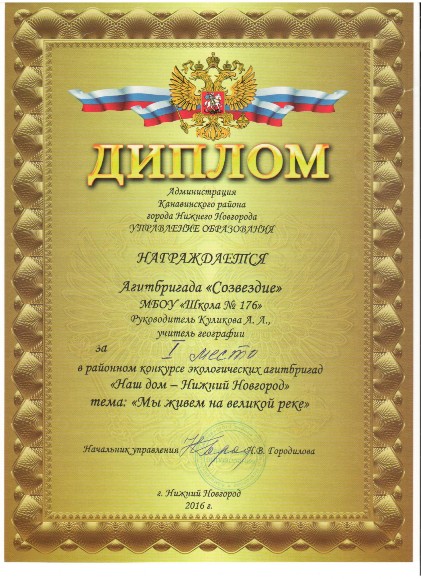 ДИПЛОМ
Администрация
Канавинского района
города Нижнего Новгорода
УПРАВЛЕНИЕ ОБРАЗОВАНИЯ
НАГРАЖДАЕТСЯ
Агитбригада «Созвездие»
МБОУ «Школа № 176»
Руководитель Куликова А. Л.,
учитель географии
за I место
в районном конкурсе экологических агитбригад
«Наш дом – Нижний Новгород»
тема: «Мы живем на великой реке»
Начальник управления Н.В. Городилова
г. Нижний Новгород
2016 г.